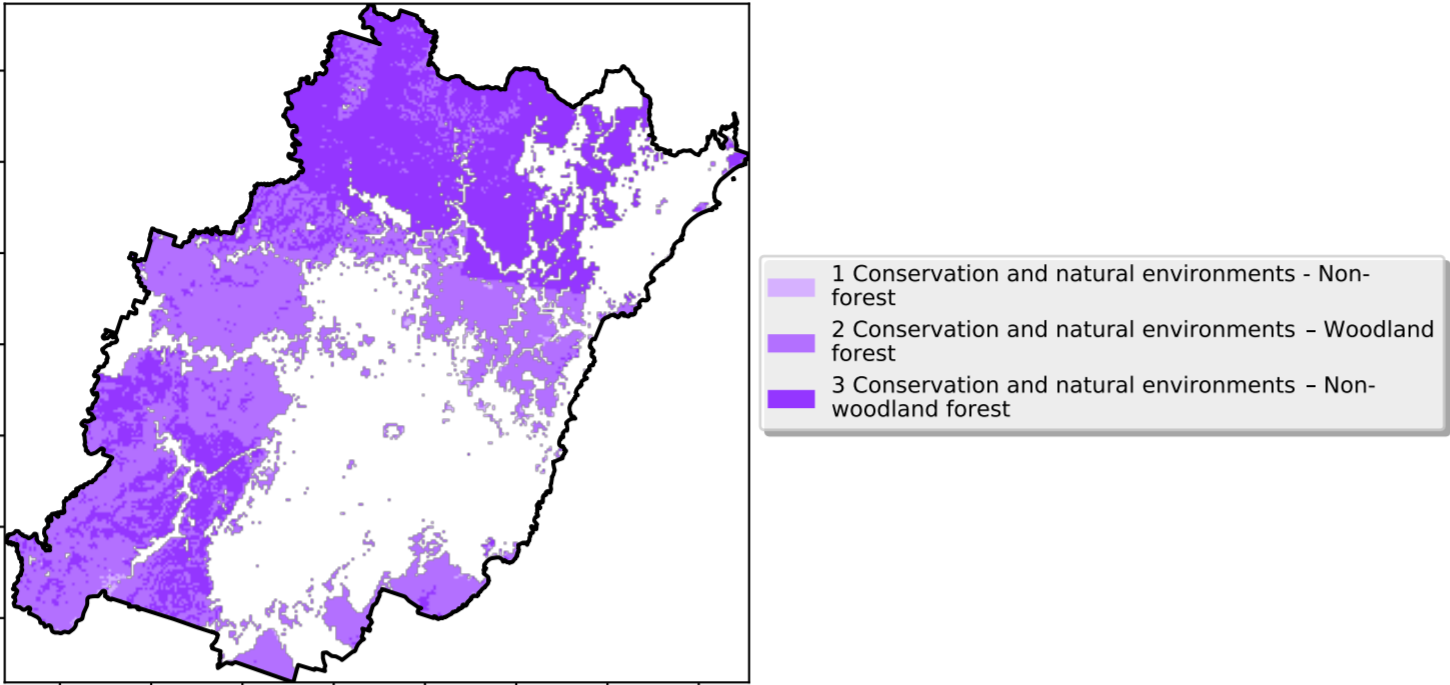 1 Conservation and natural environments - Non-
forest
2 Conservation and natural environments – Woodland
forest
3 Conservation and natural environments – Non-
woodland forest